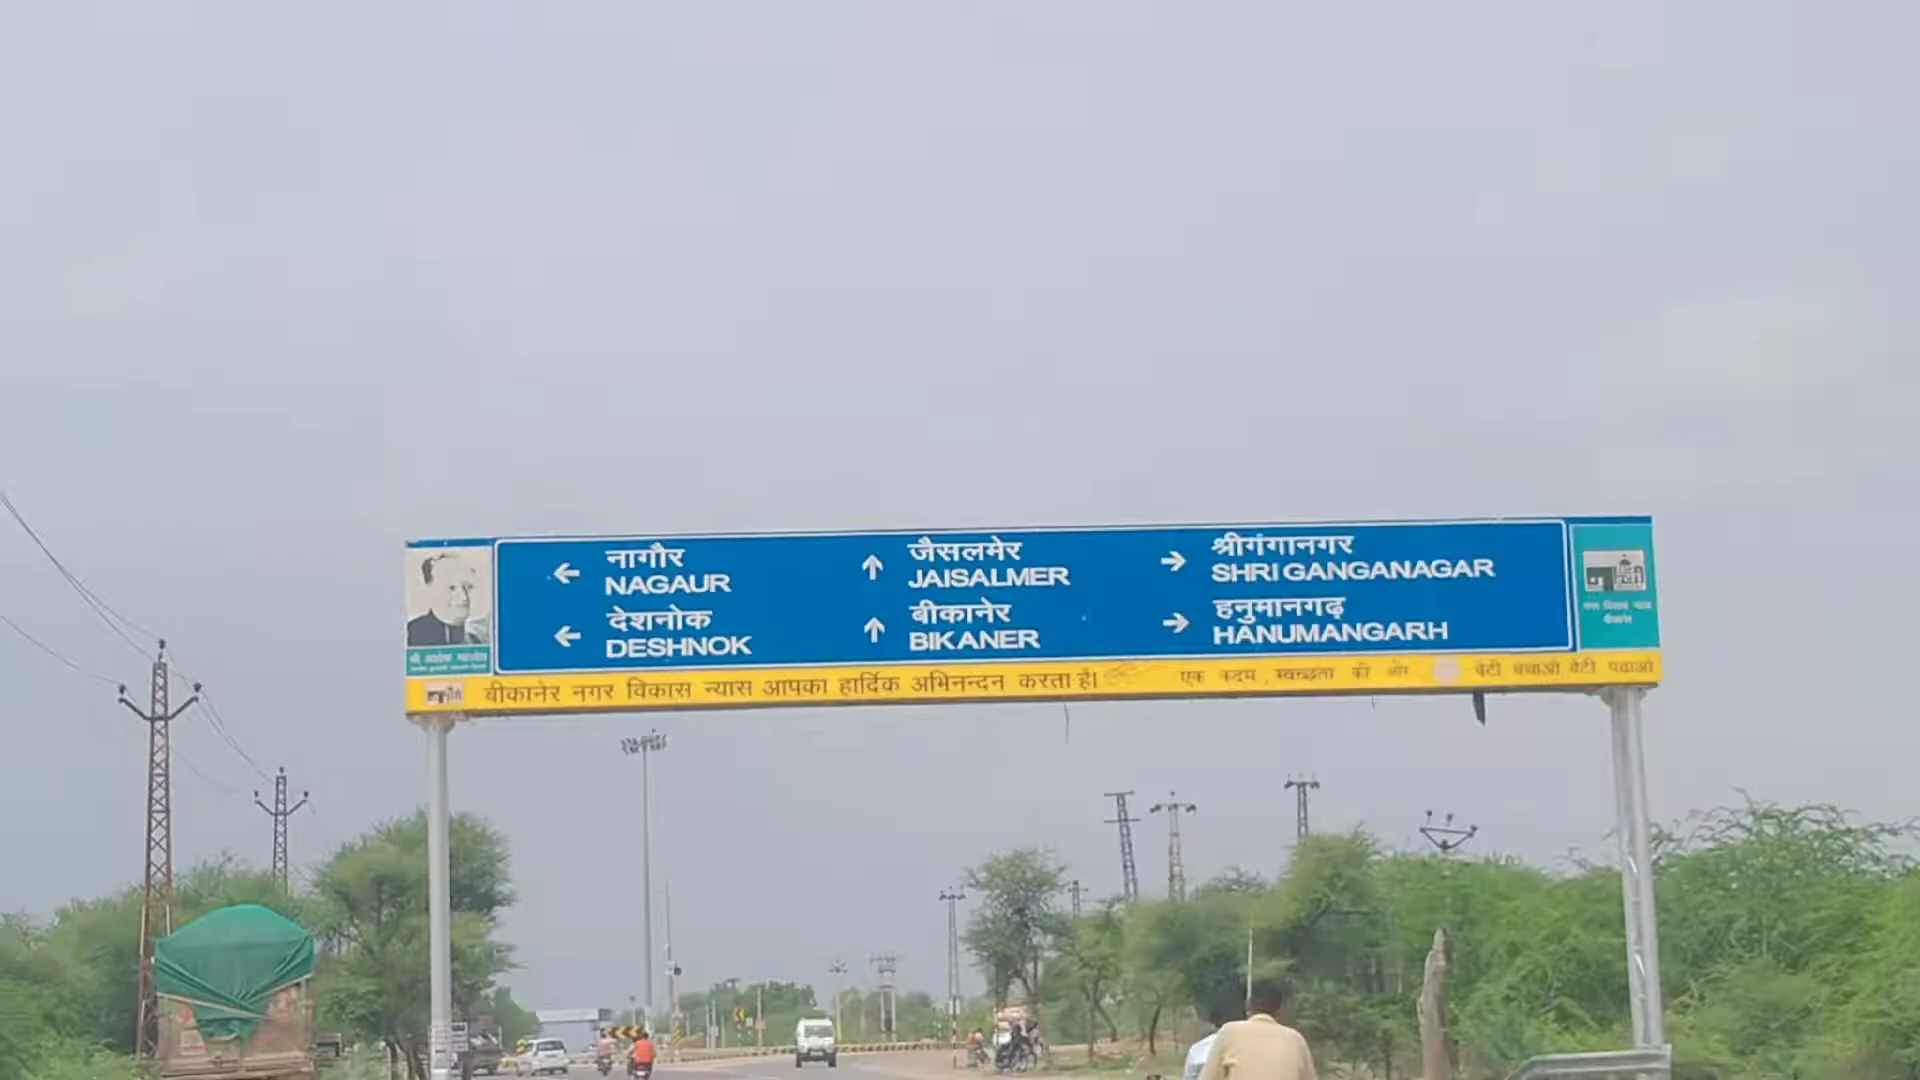 नागौर
NAGAUR
देशनोक
DESHNOK
जैसलमेर
JAISALMER
बीकानेर
BIKANER
श्रीगंगानगर
SHRI GANGANAGAR
हनुमानगढ़
HANUMANGARH
नगर विकास न्यास
बीकानेर
बीकानेर नगर विकास न्यास आपका हार्दिक अभिनन्दन करता है। एक कदम स्वच्छता की ओर बेटी बचाओ बेटी पढाओ